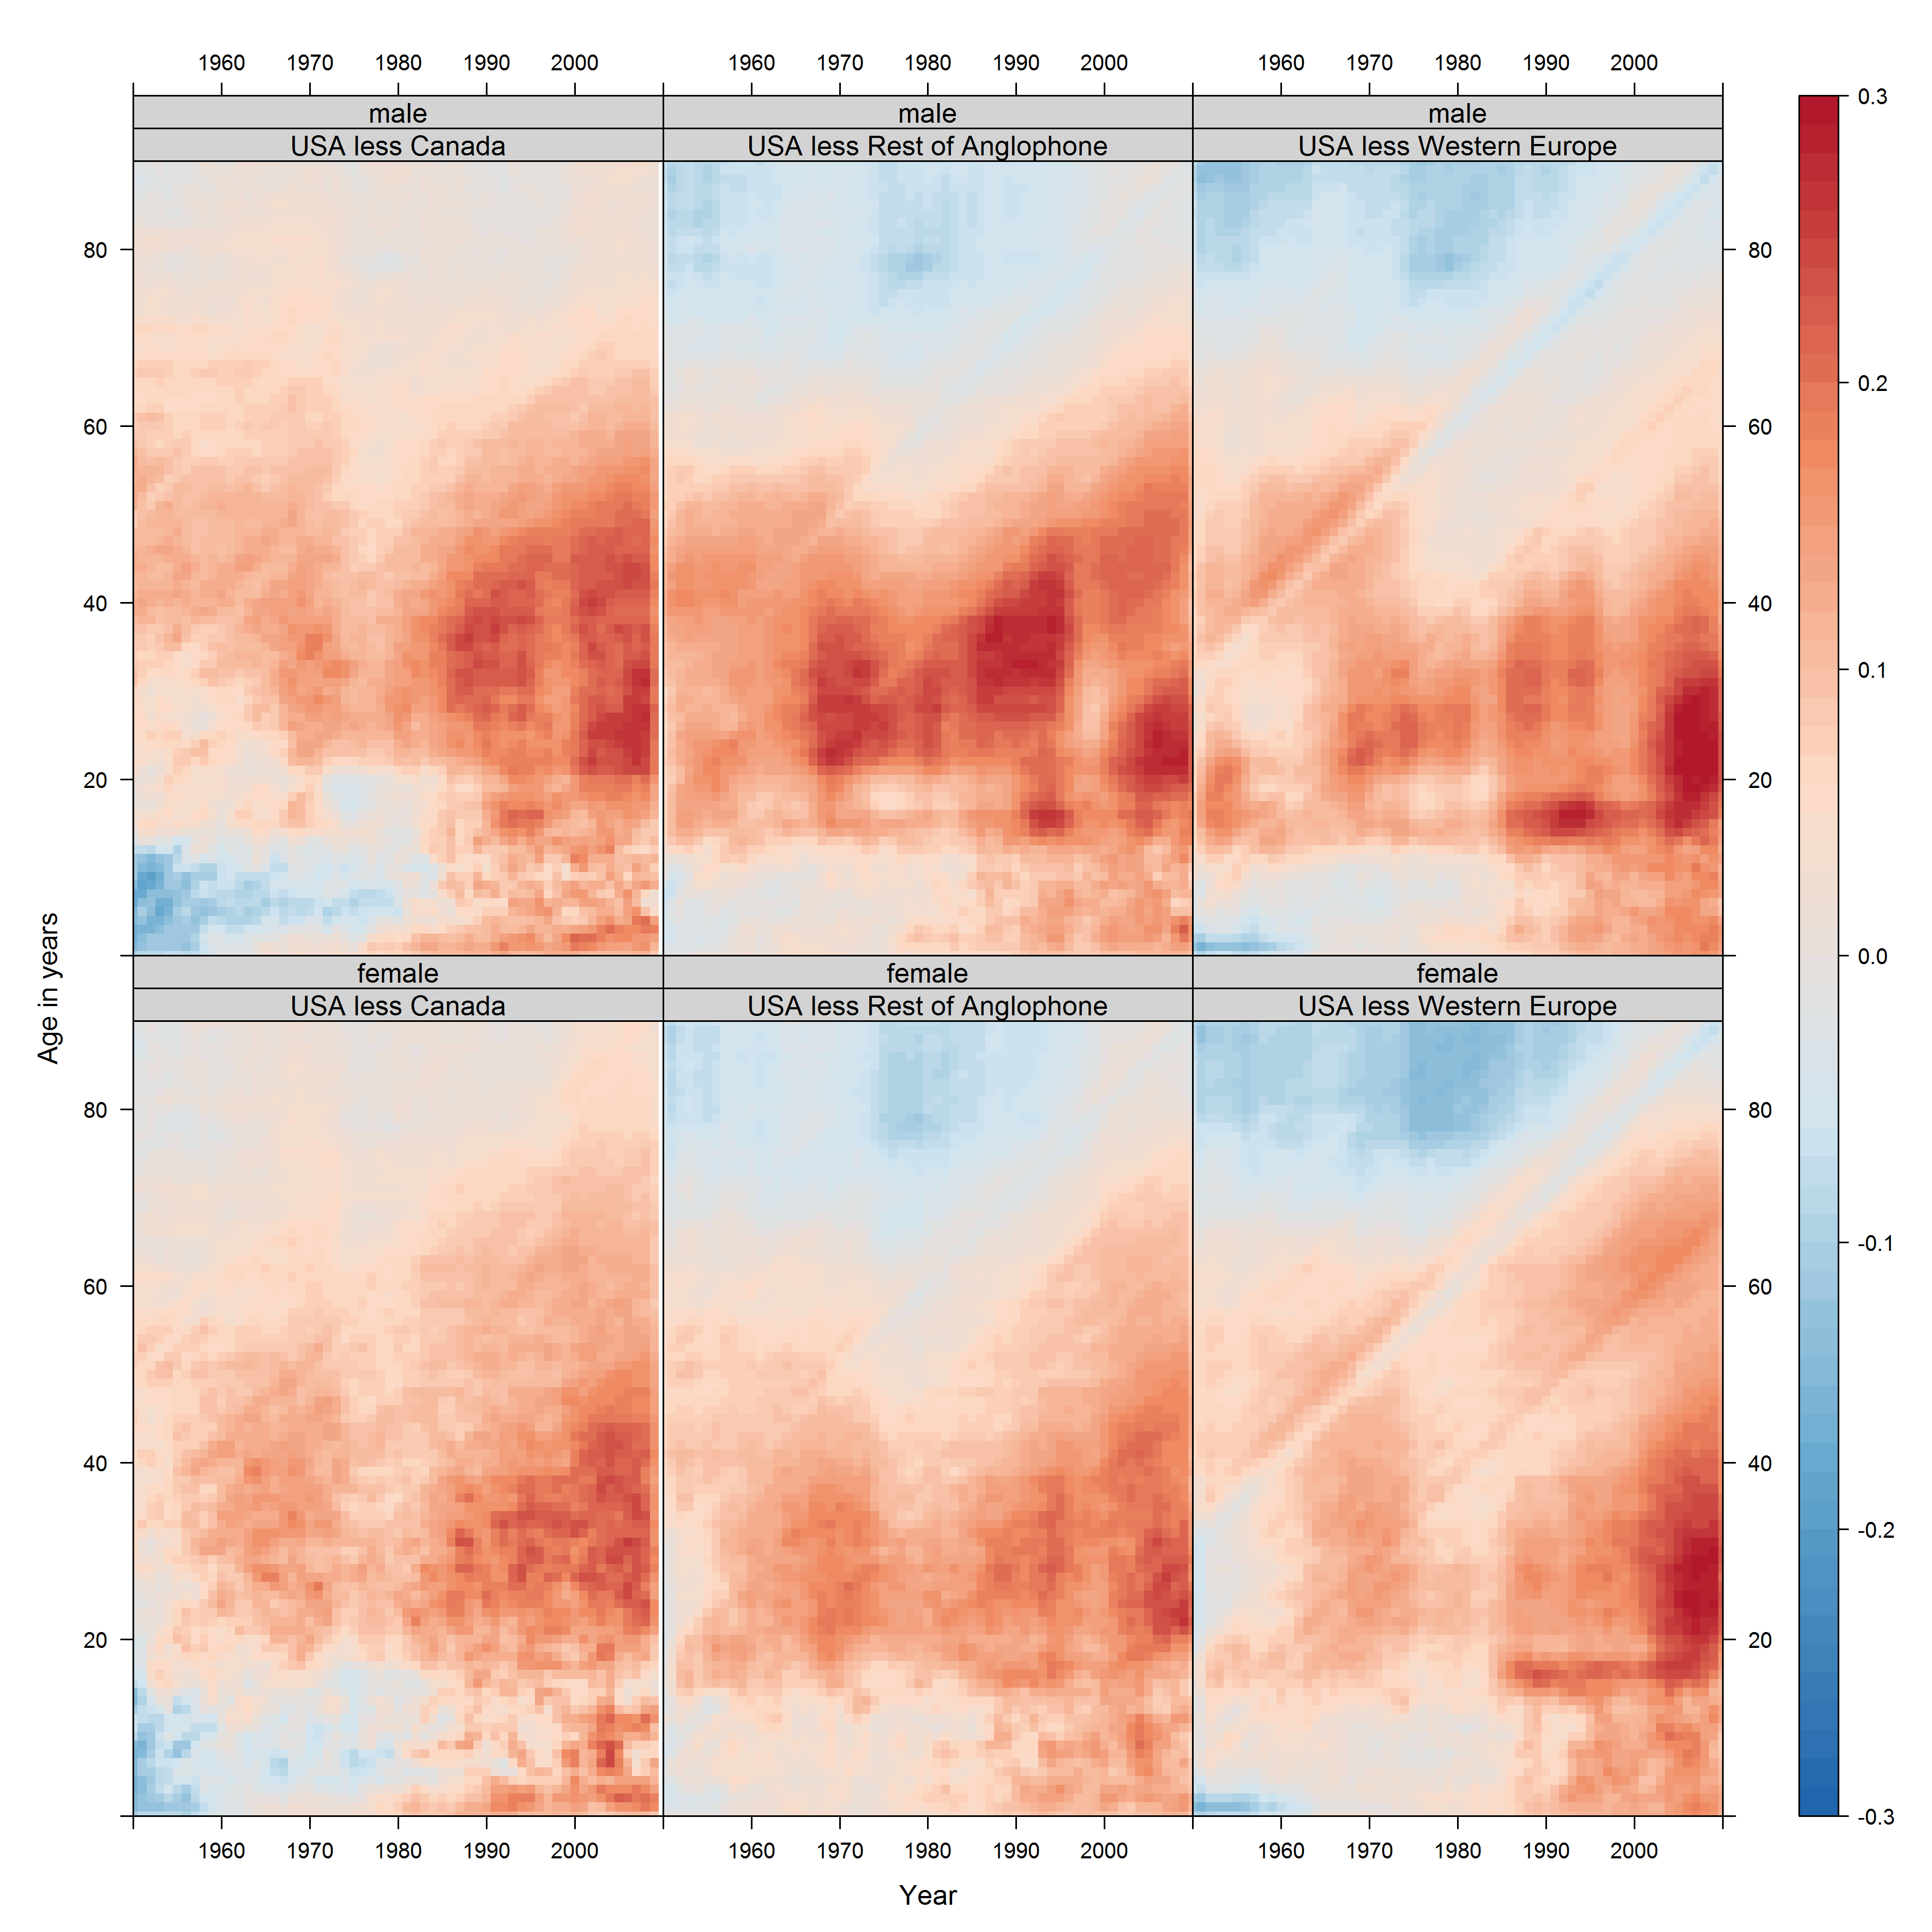 1960 1970 1980 1990 2000 1960 1970 1980 1990 2000 1960 1970 1980 1990 2000
male male male
USA less Canada USA less Rest of Anglophone USA less Western Europe
0.3
80 80
0.2
60 60
40 40
0.1
20 20
0.0
female female female
USA less Canada USA less Rest of Anglophone USA less Western Europe
Age in years
80 80
-0.1
60 60
40 40
-0.2
20 20
-0.3
1960 1970 1980 1990 2000 1960 1970 1980 1990 2000 1960 1970 1980 1990 2000
Year